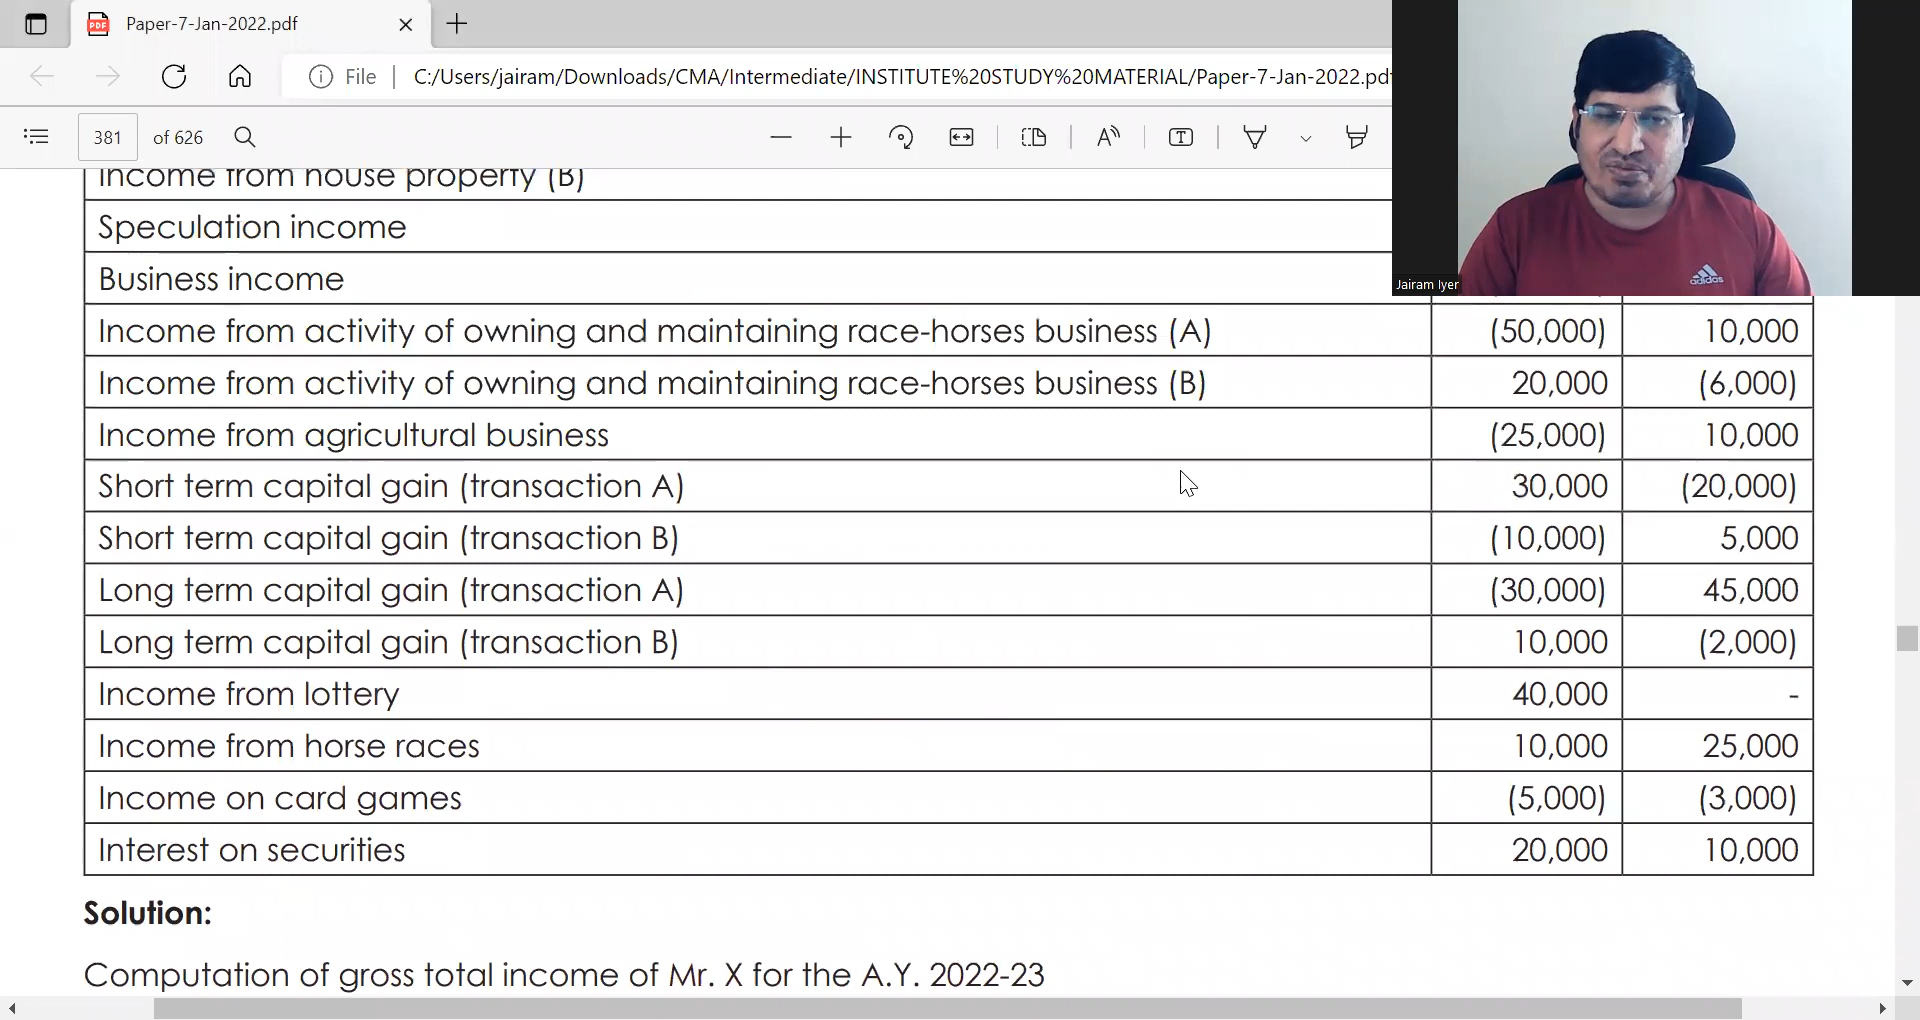 Paper-7-Jan-2022.pdf
File C:/Users/jairam/Downloads/CMA/Intermediate/INSTITUTE%20STUDY%20MATERIAL/Paper-7-Jan-2022.pdf
381 of 626
Income from house property (B)
Speculation income
Business income
Income from activity of owning and maintaining race-horses business (A) (50,000) 10,000
Income from activity of owning and maintaining race-horses business (B) 20,000 (6,000)
Income from agricultural business (25,000) 10,000
Short term capital gain (transaction A) 30,000 (20,000)
Short term capital gain (transaction B) (10,000) 5,000
Long term capital gain (transaction A) (30,000) 45,000
Long term capital gain (transaction B) 10,000 (2,000)
Income from lottery 40,000 -
Income from horse races 10,000 25,000
Income on card games (5,000) (3,000)
Interest on securities 20,000 10,000
Solution:
Computation of gross total income of Mr. X for the A.Y. 2022-23
adidas
Jairam Iyer